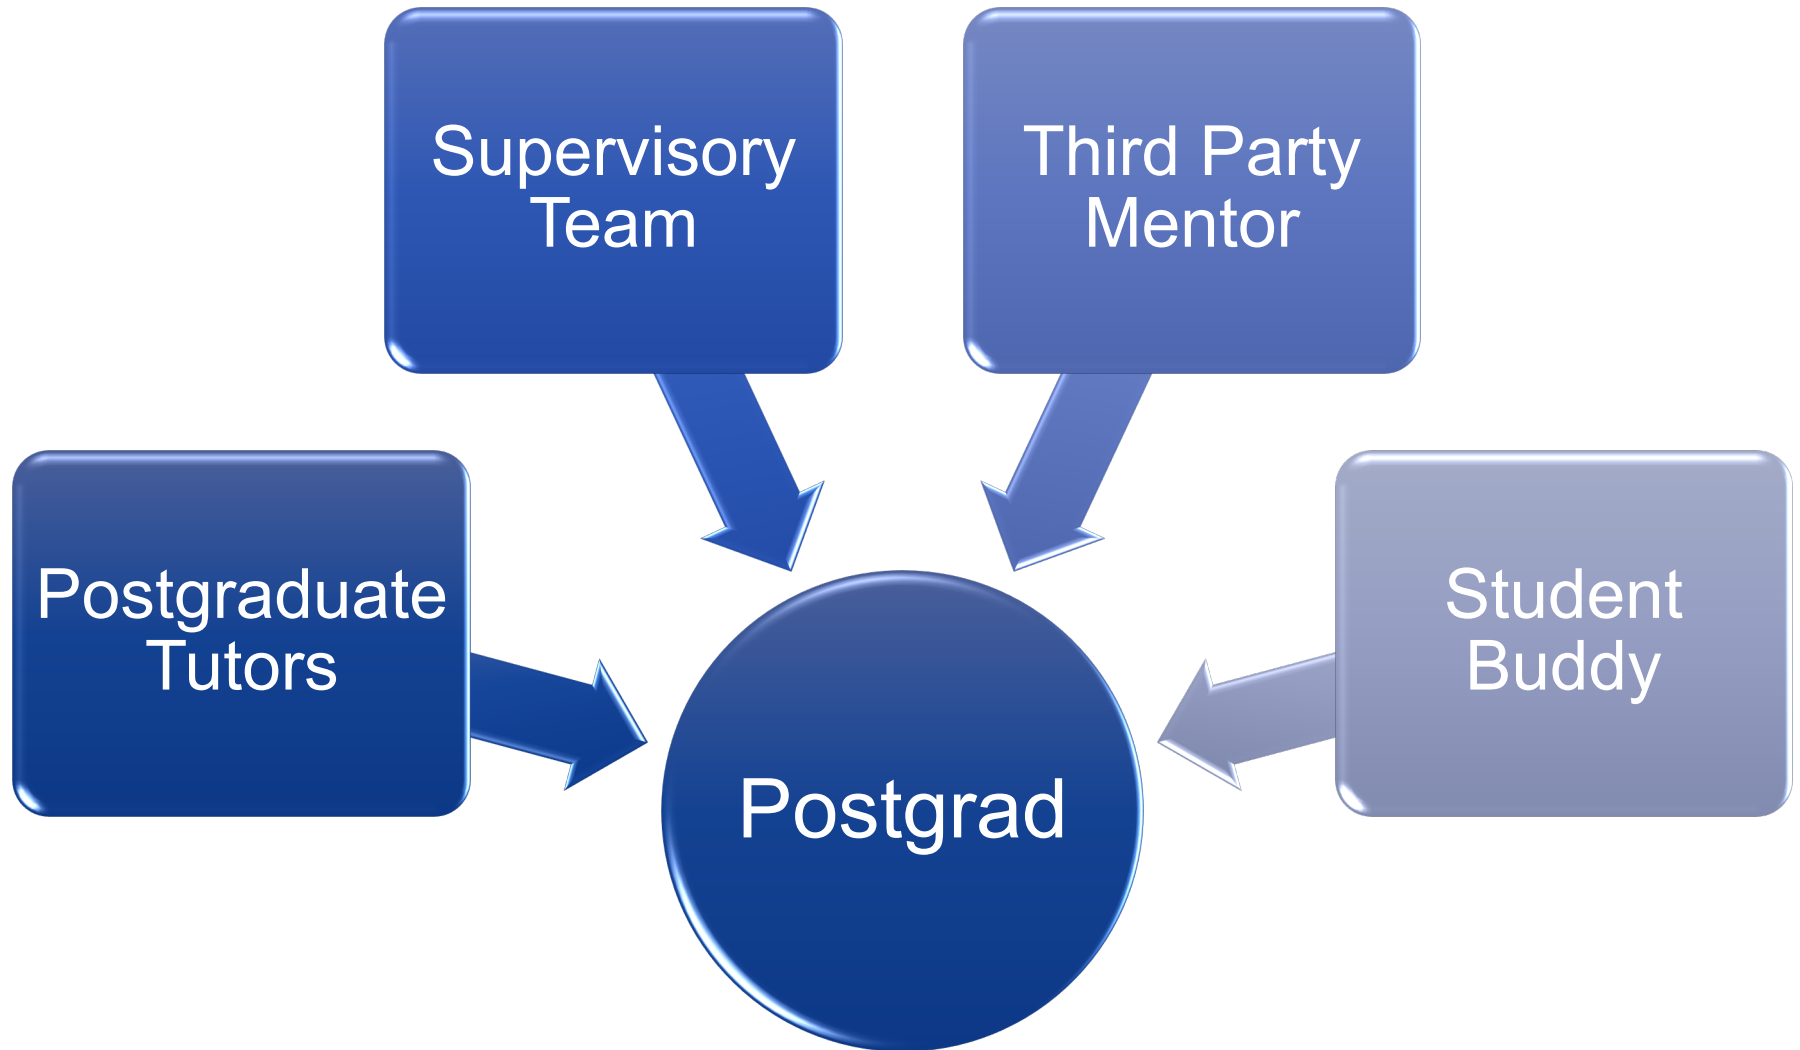 Supervisory
Team
Third Party
Mentor
Postgraduate
Tutors
Student
Buddy
Postgrad